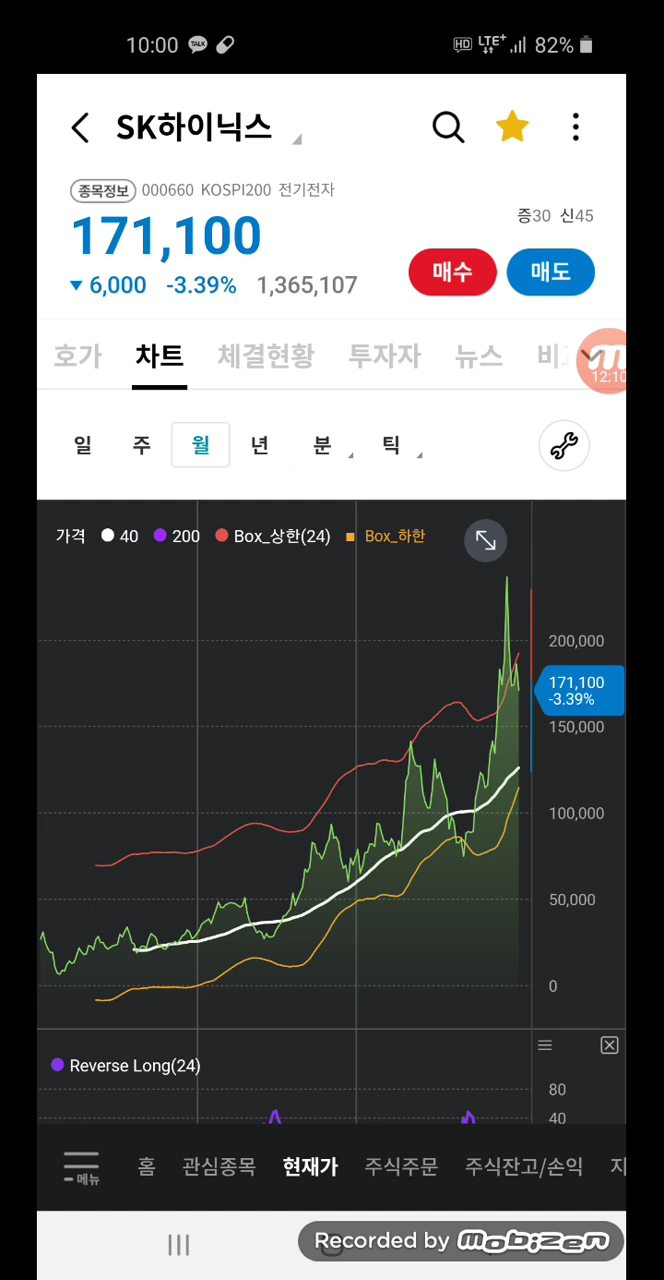 10:00 TALK HD LTE+ 82%
SK하이닉스
종목정보 000660 KOSPI200 전기전자
171,100
증30 신45
▼ 6,000 -3.39% 1,365,107
매수 매도
호가 차트 체결현황 투자자 뉴스
12:10
일 주 월 년 분 틱
가격 40 200 Box_상한(24) Box_하한
200,000
171,100
-3.39%
150,000
100,000
50,000
0
Reverse Long(24)
80
40
메뉴 홈 관심종목 현재가 주식주문 주식잔고/손익
Recorded by mobizen